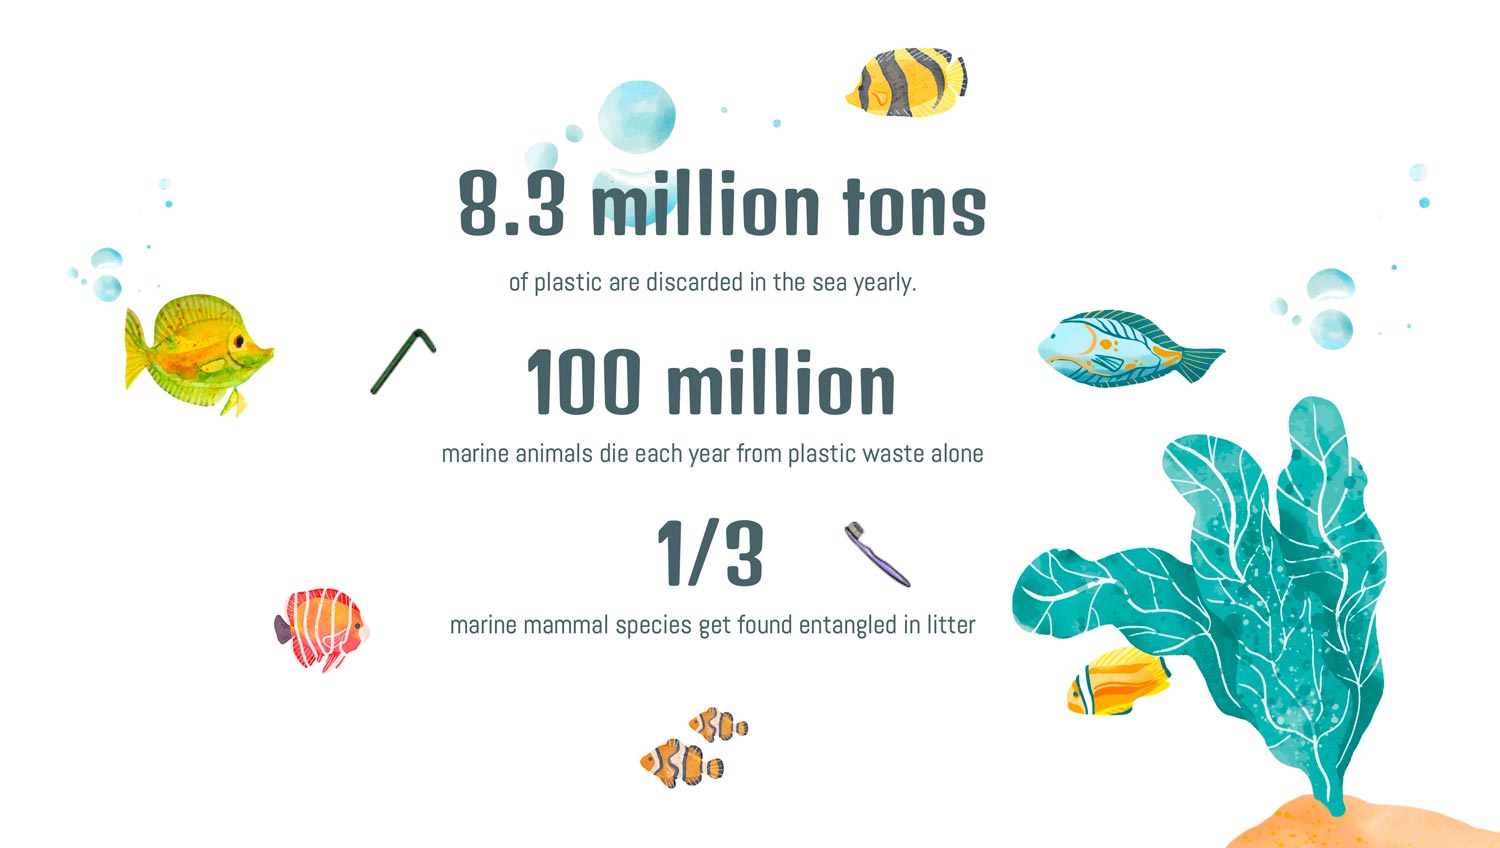 8.3 million tons
of plastic are discarded in the sea yearly.
100 million
marine animals die each year from plastic waste alone
1/3
marine mammal species get found entangled in litter